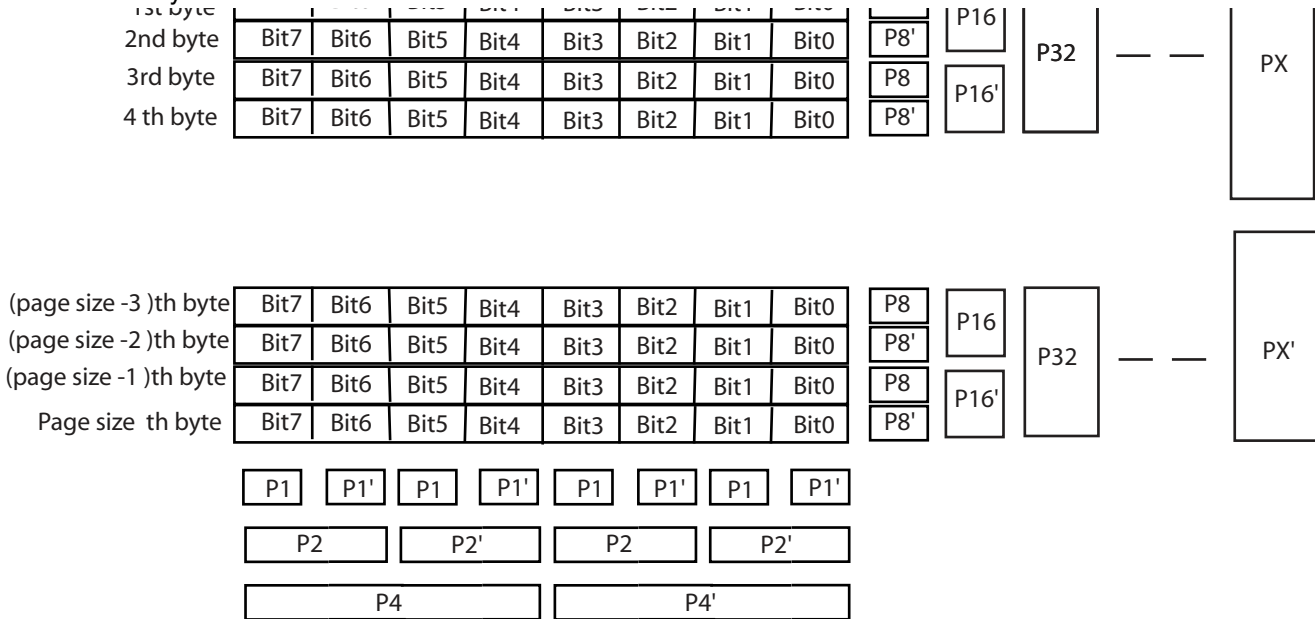 1st byte P16
2nd byte Bit7 Bit6 Bit5 Bit4 Bit3 Bit2 Bit1 Bit0 P8' P32 PX
3rd byte Bit7 Bit6 Bit5 Bit4 Bit3 Bit2 Bit1 Bit0 P8 P16'
4 th byte Bit7 Bit6 Bit5 Bit4 Bit3 Bit2 Bit1 Bit0 P8'
(page size -3 )th byte Bit7 Bit6 Bit5 Bit4 Bit3 Bit2 Bit1 Bit0 P8 P16
(page size -2 )th byte Bit7 Bit6 Bit5 Bit4 Bit3 Bit2 Bit1 Bit0 P8' P32 PX'
(page size -1 )th byte Bit7 Bit6 Bit5 Bit4 Bit3 Bit2 Bit1 Bit0 P8 P16'
Page size th byte Bit7 Bit6 Bit5 Bit4 Bit3 Bit2 Bit1 Bit0 P8'
P1 P1' P1 P1' P1 P1' P1 P1'
P2 P2' P2 P2'
P4 P4'